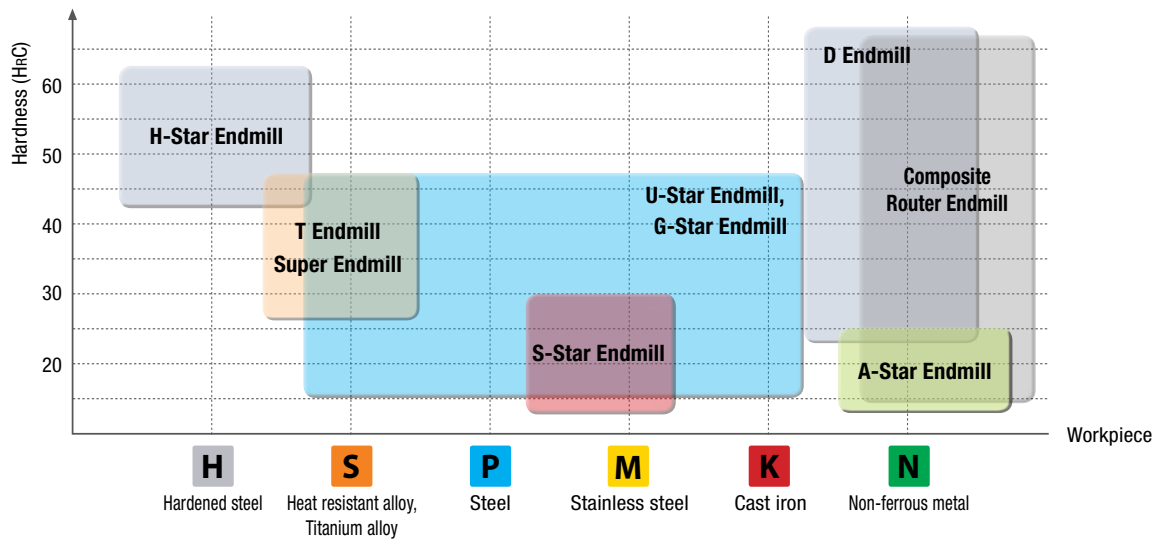 Hardness (HRC)
60
50
40
30
20
H-Star Endmill
T Endmill
Super Endmill
U-Star Endmill,
G-Star Endmill
S-Star Endmill
D Endmill
Composite
Router Endmill
A-Star Endmill
Workpiece
H
Hardened steel
S
Heat resistant alloy,
Titanium alloy
P
Steel
M
Stainless steel
K
Cast iron
N
Non-ferrous metal